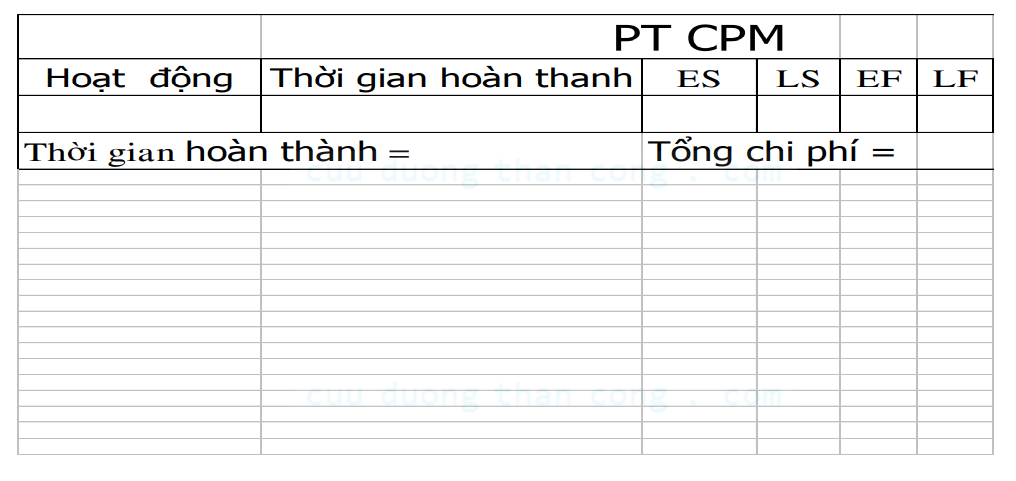 PT CPM
Hoạt động Thời gian hoàn thanh ES LS EF LF
Thời gian hoàn thành = Tổng chi phí =
cuu duong than cong . com
cuu duong than cong . com